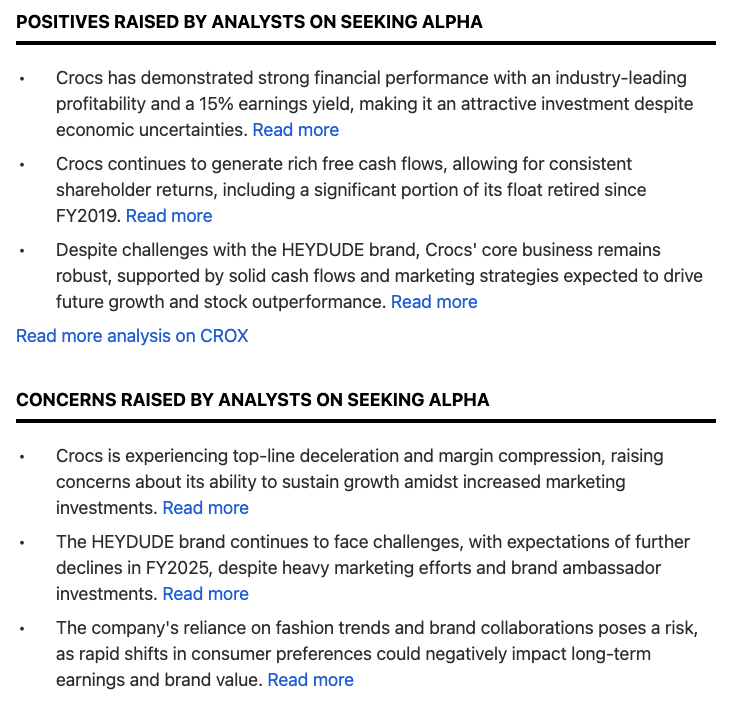 POSITIVES RAISED BY ANALYSTS ON SEEKING ALPHA
• Crocs has demonstrated strong financial performance with an industry-leading
profitability and a 15% earnings yield, making it an attractive investment despite
economic uncertainties. Read more
• Crocs continues to generate rich free cash flows, allowing for consistent
shareholder returns, including a significant portion of its float retired since
FY2019. Read more
• Despite challenges with the HEYDUDE brand, Crocs' core business remains
robust, supported by solid cash flows and marketing strategies expected to drive
future growth and stock outperformance. Read more
Read more analysis on CROX
CONCERNS RAISED BY ANALYSTS ON SEEKING ALPHA
• Crocs is experiencing top-line deceleration and margin compression, raising
concerns about its ability to sustain growth amidst increased marketing
investments. Read more
• The HEYDUDE brand continues to face challenges, with expectations of further
declines in FY2025, despite heavy marketing efforts and brand ambassador
investments. Read more
• The company's reliance on fashion trends and brand collaborations poses a risk,
as rapid shifts in consumer preferences could negatively impact long-term
earnings and brand value. Read more